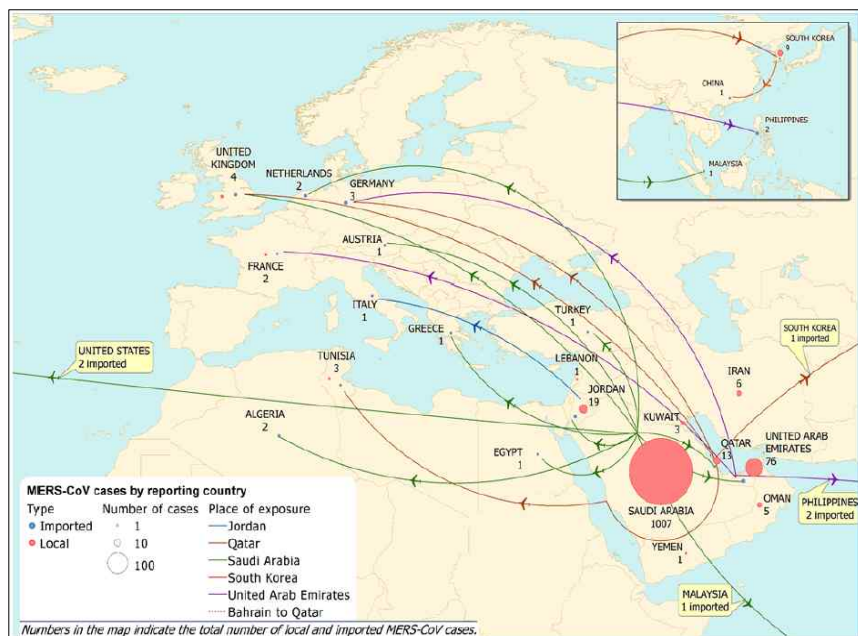 SOUTH KOREA
9
CHINA
1
PHILIPPINES
2
MALAYSIA
1
UNITED
KINGDOM
4
NETHERLANDS
2
GERMANY
3
AUSTRIA
1
FRANCE
2
ITALY
1
GREECE
1
TURKEY
1
SOUTH KOREA
1 imported
UNITED STATES
2 imported
TUNISIA
3
LEBANON
1
JORDAN
19
IRAN
6
ALGERIA
2
KUWAIT
3
EGYPT
1
QATAR
13
UNITED ARAB
EMIRATES
76
SAUDI ARABIA
1007
OMAN
5
PHILIPPINES
2 imported
YEMEN
1
MALAYSIA
1 imported
MERS-CoV cases by reporting country
Type
Imported
Local
Number of cases
1
10
100
Place of exposure
Jordan
Qatar
Saudi Arabia
South Korea
United Arab Emirates
Bahrain to Qatar
Numbers in the map indicate the total number of local and imported MERS-CoV cases.